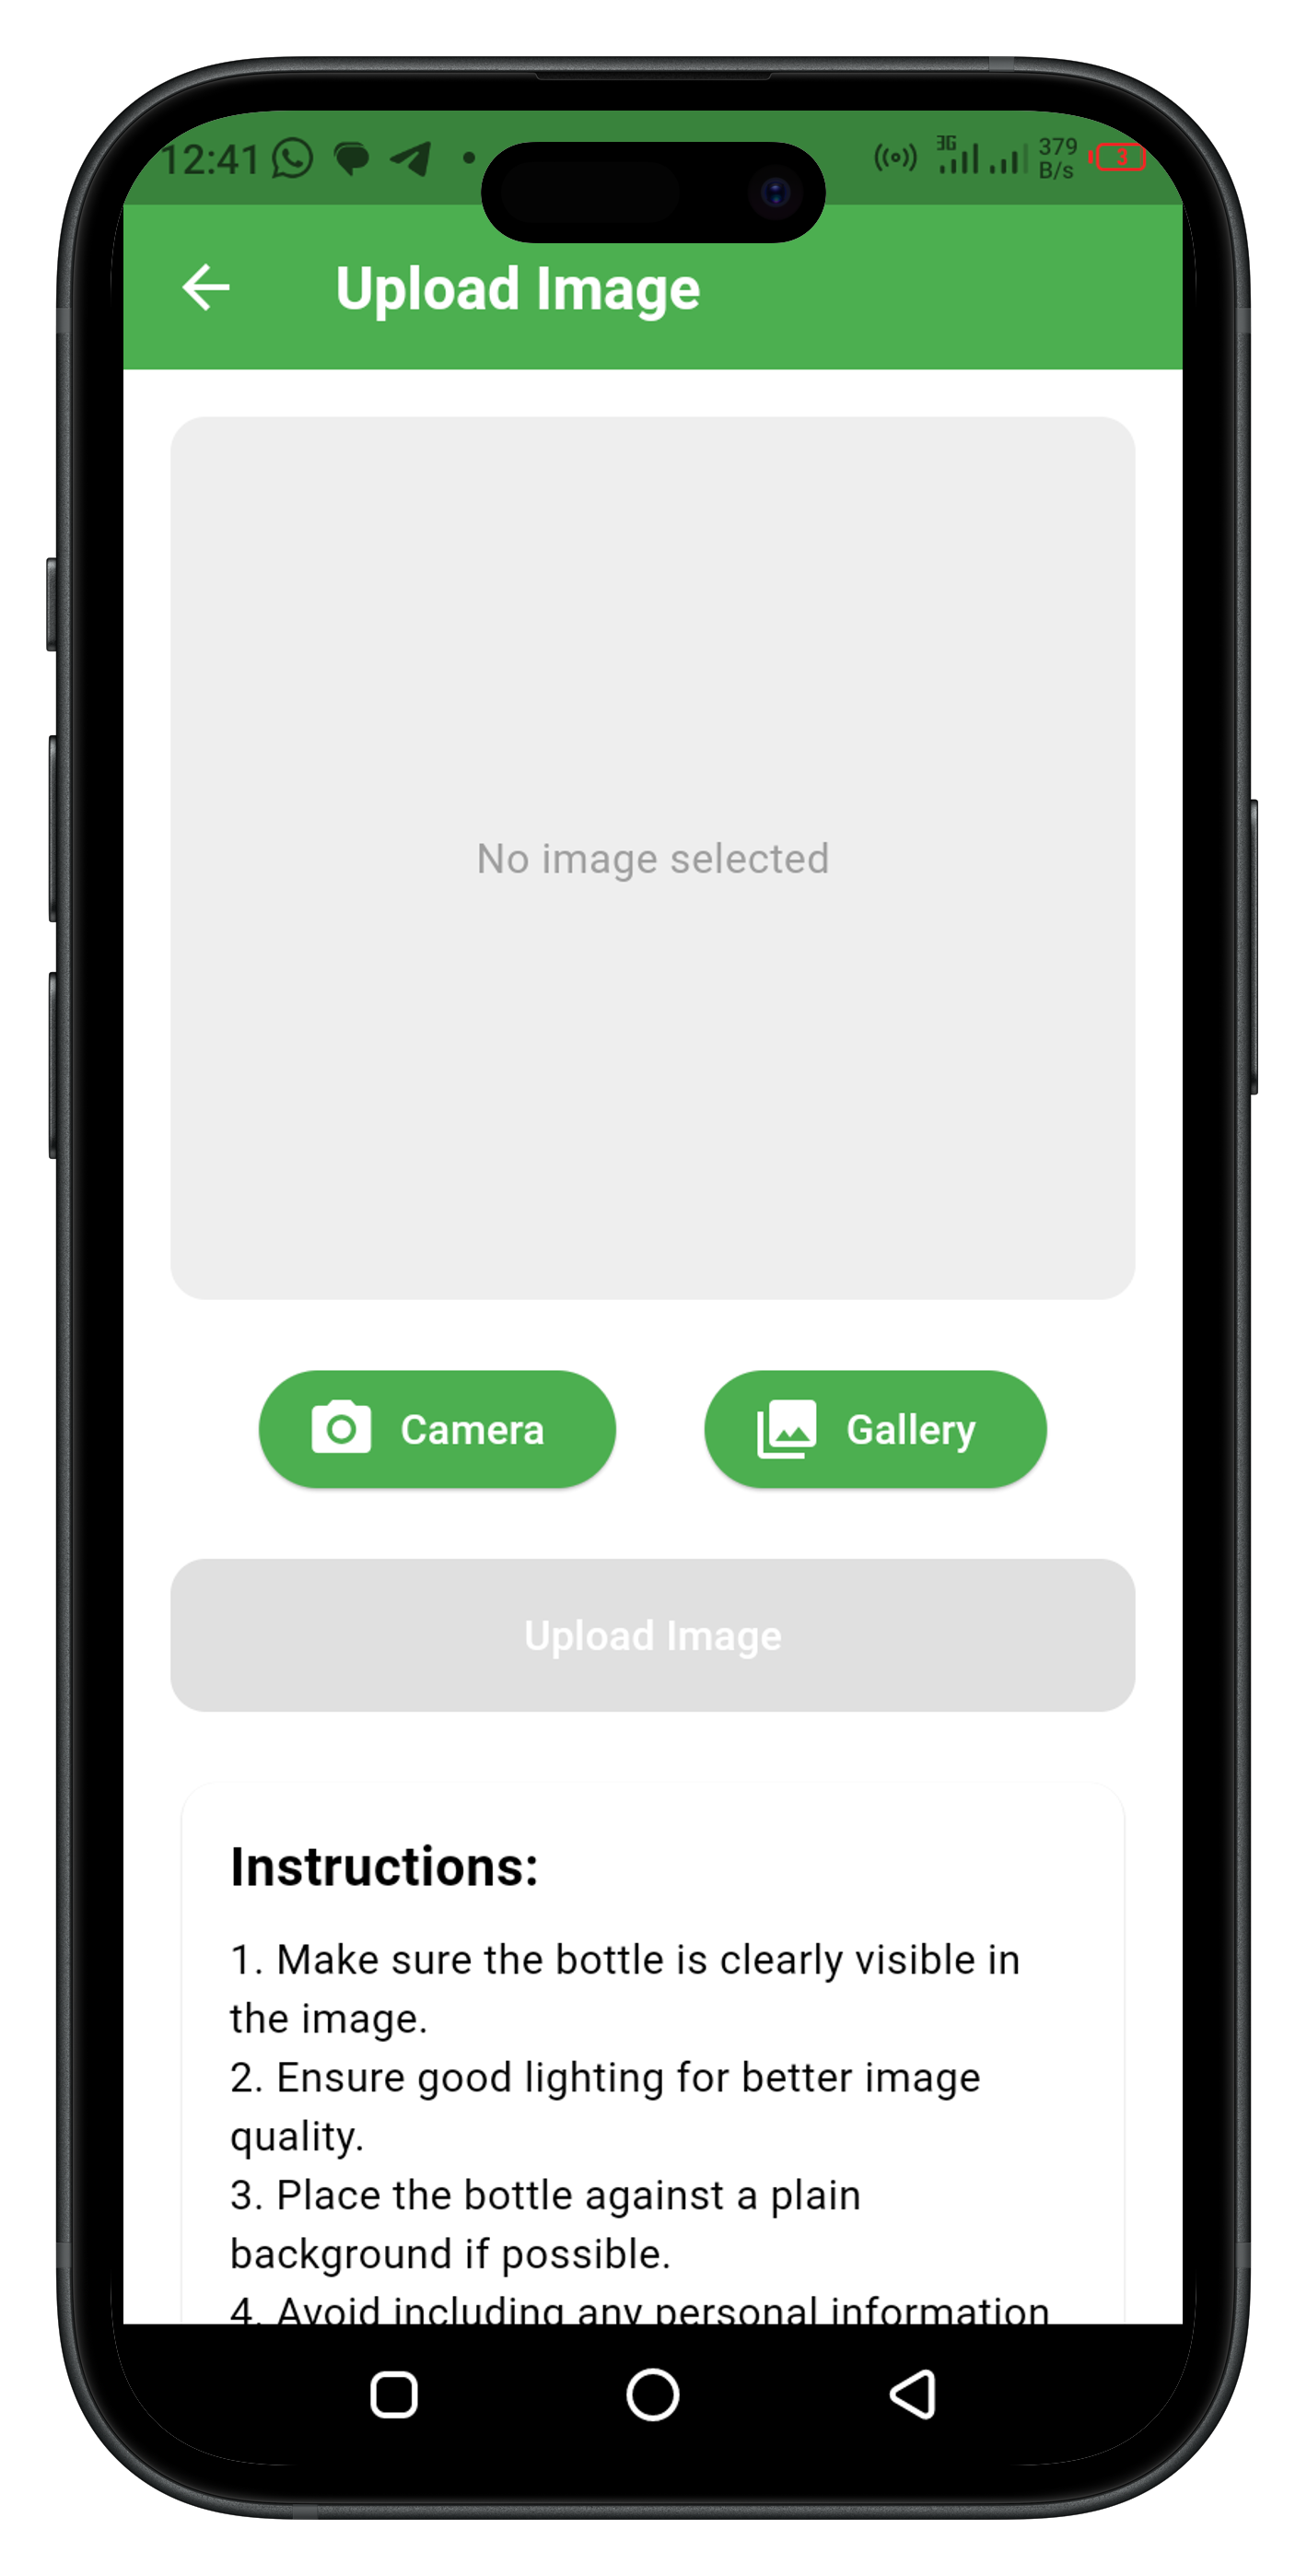 12:41
3G
379
B/s
3
Upload Image
No image selected
Camera
Gallery
Upload Image
Instructions:
1. Make sure the bottle is clearly visible in
the image.
2. Ensure good lighting for better image
quality.
3. Place the bottle against a plain
background if possible.
4. Avoid including any personal information